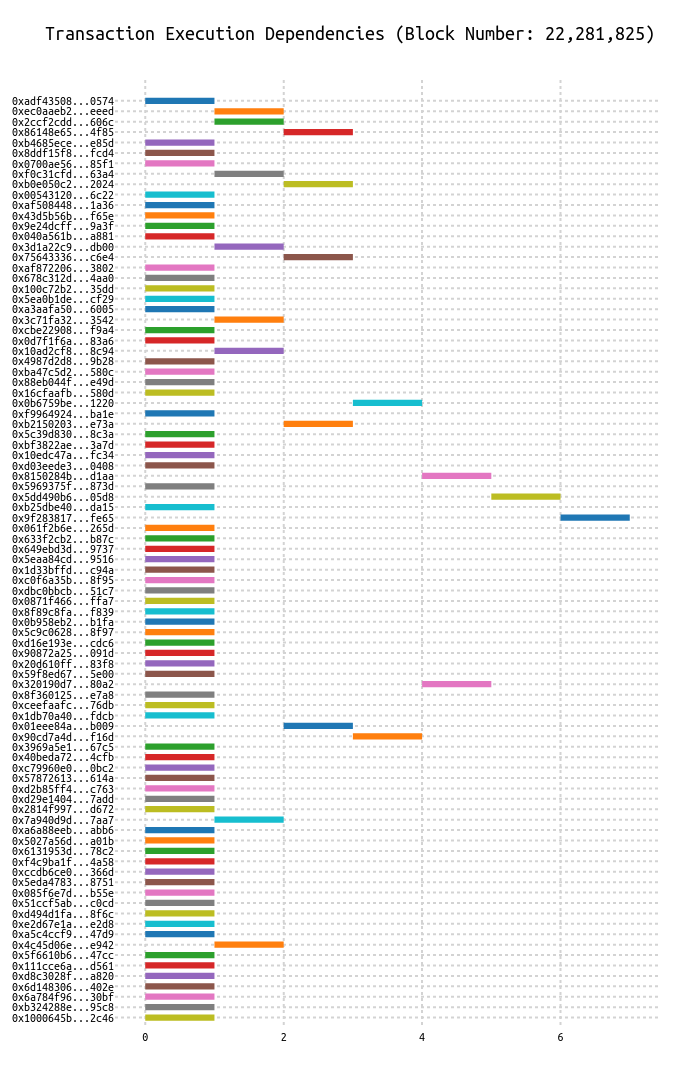 Transaction Execution Dependencies (Block Number: 22,281,825)
0xadf43508...0574
0xec0aaeb2...eeed
0x2ccf2cdd...606c
0x86148e65...4f85
0xb4685ece...e85d
0x8ddf15f8...fcd4
0x0700ae56...85f1
0xf0c31cfd...63a4
0xb0e050c2...2024
0x00543120...6c22
0xaf508448...1a36
0x43d5b56b...f65e
0x9e24dcff...9a3f
0x040a561b...a881
0x3d1a22c9...db00
0x75643336...c6e4
0xaf872206...3802
0x678c312d...4aa0
0x100c72b2...35dd
0x5ea0b1de...cf29
0xa3aafa50...6005
0x3c71fa32...3542
0xcbe22908...f9a4
0x0d7f1f6a...83a6
0x10ad2cf8...8c94
0x4987d2d8...9b28
0xba47c5d2...580c
0x88eb044f...e49d
0x16cfaafb...580d
0x0b6759be...1220
0xf9964924...ba1e
0xb2150203...e73a
0x5c39d830...8c3a
0xbf3822ae...3a7d
0x10edc47a...fc34
0xd03eede3...0408
0x8150284b...d1aa
0x5969375f...873d
0x5dd490b6...05d8
0xb25dbe40...da15
0x9f283817...fe65
0x061f2b6e...265d
0x633f2cb2...b87c
0x649ebd3d...9737
0x5eaa84cd...9516
0x1d33bffd...c94a
0xc0f6a35b...8f95
0xdbc0bbcb...51c7
0x0871f466...ffa7
0x8f89c8fa...f839
0x0b958eb2...b1fa
0x5c9c0628...8f97
0xd16e193e...cdc6
0x90872a25...091d
0x20d610ff...83f8
0x59f8ed67...5e00
0x320190d7...80a2
0x8f360125...e7a8
0xceefaafc...76db
0x1db70a40...fdcb
0x01eee84a...b009
0x90cd7a4d...f16d
0x3969a5e1...67c5
0x40beda72...4cfb
0xc79960e0...0bc2
0x57872613...614a
0xd2b85ff4...c763
0xd29e1404...7add
0x2814f997...d672
0x7a940d9d...7aa7
0xa6a88eeb...abb6
0x5027a56d...a01b
0x6131953d...78c2
0xf4c9ba1f...4a58
0xccdb6ce0...366d
0x5eda4783...8751
0x085f6e7d...b55e
0x51ccf5ab...c0cd
0xd494d1fa...8f6c
0xe2d67e1a...e2d8
0xa5c4ccf9...47d9
0x4c45d06e...e942
0x5f6610b6...47cc
0x111cce6a...d561
0xd8c3028f...a820
0x6d148306...402e
0x6a784f96...30bf
0xb324288e...95c8
0x1000645b...2c46
0 2 4 6